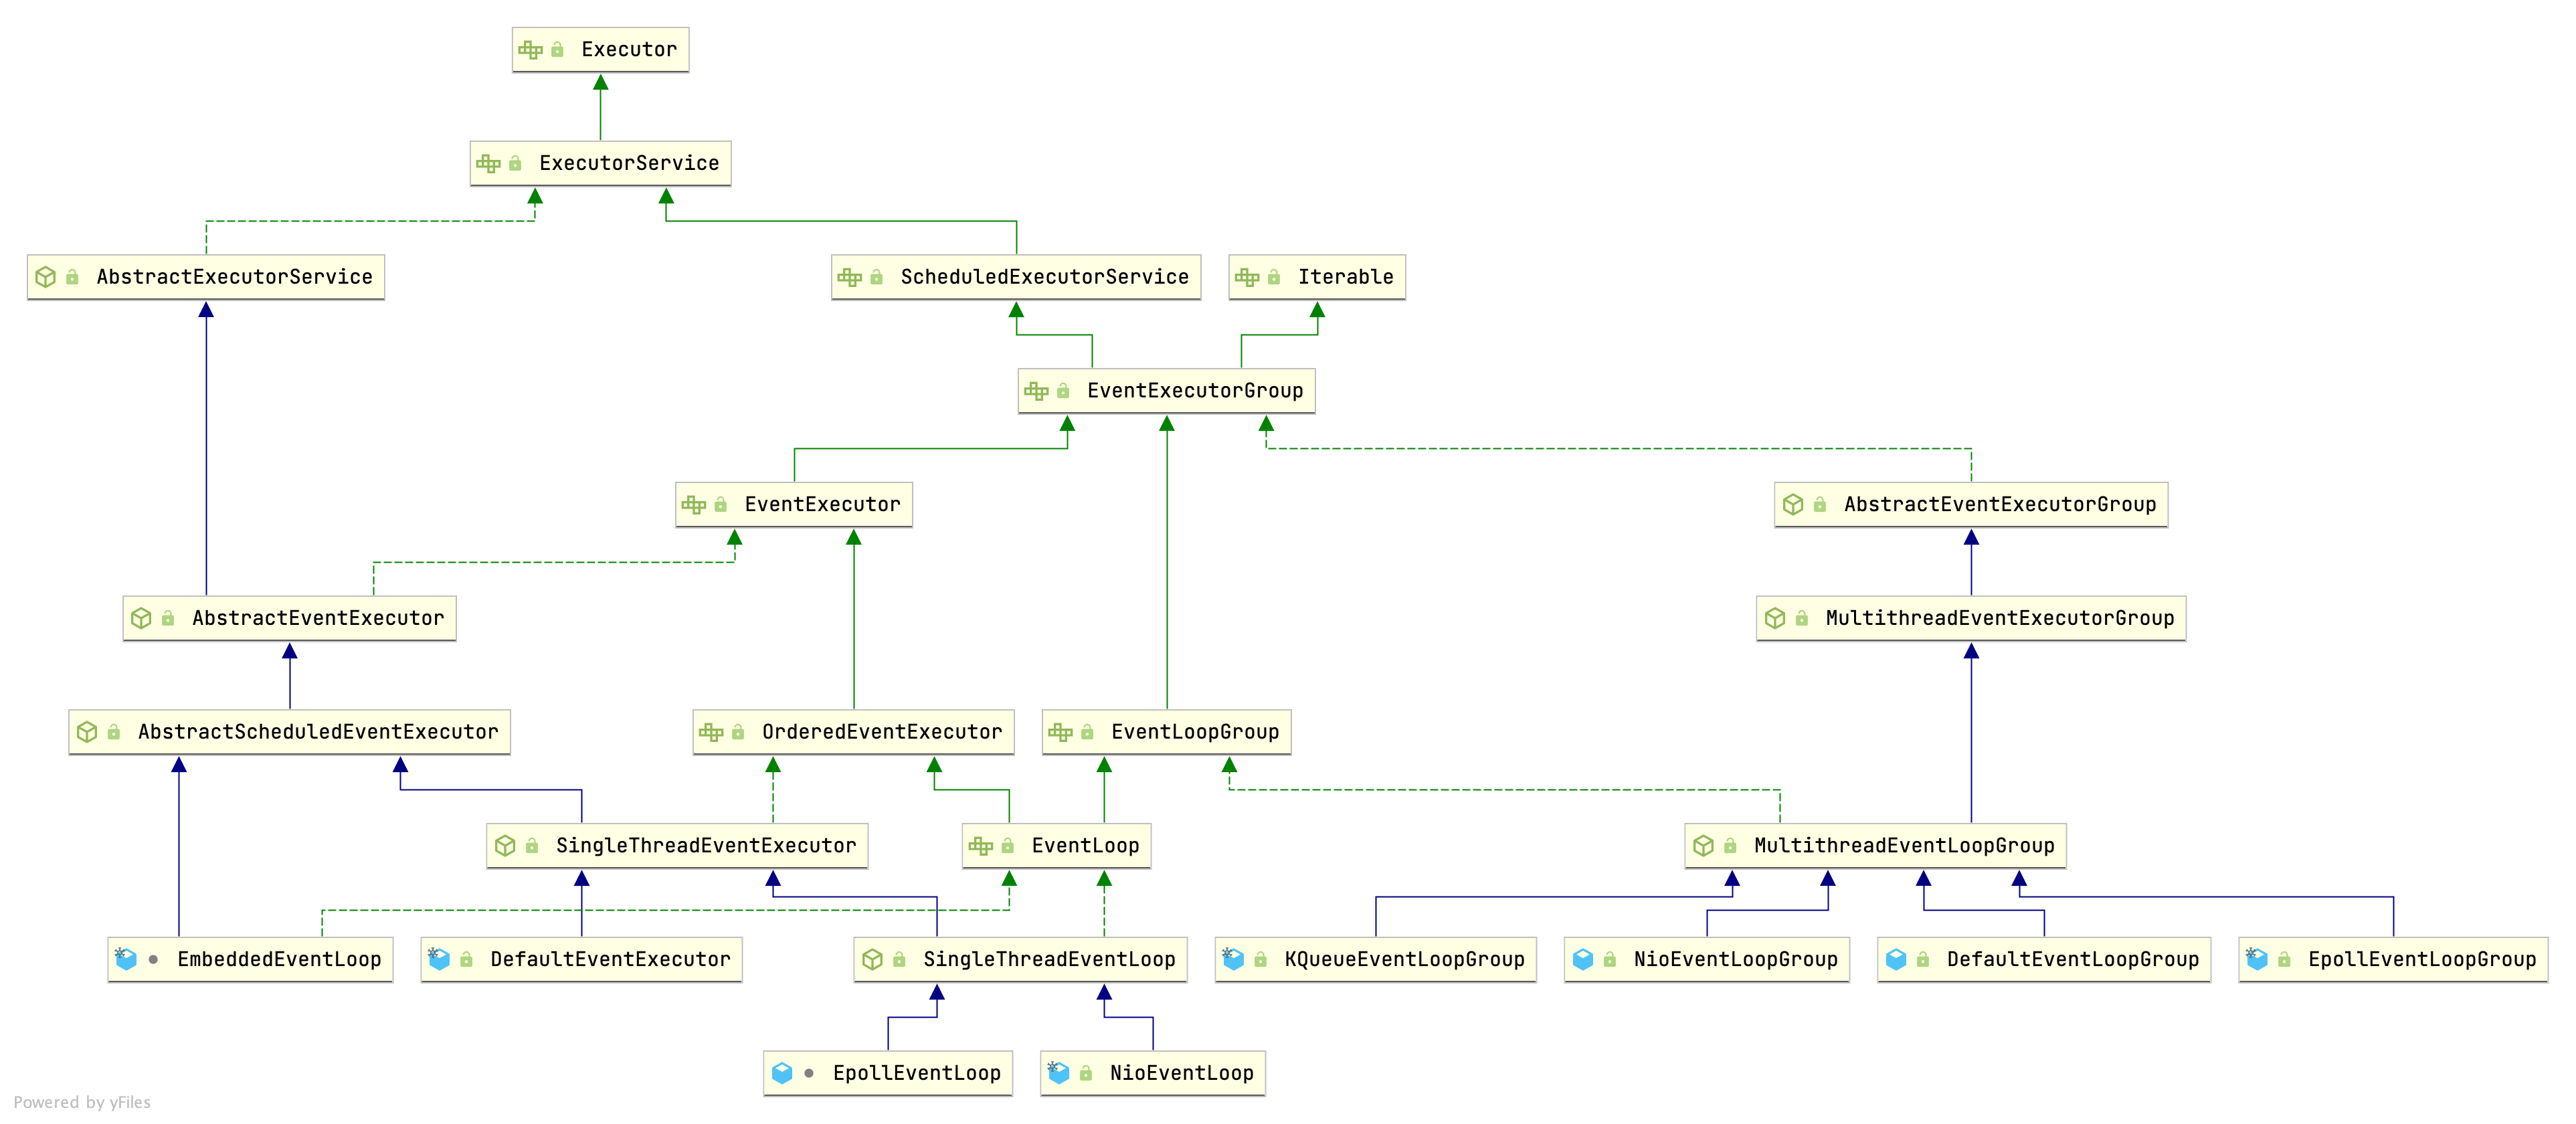 Executor
ExecutorService
AbstractExecutorService
ScheduledExecutorService
Iterable
EventExecutorGroup
EventExecutor
AbstractEventExecutorGroup
AbstractEventExecutor
MultithreadEventExecutorGroup
AbstractScheduledEventExecutor
OrderedEventExecutor
EventLoopGroup
SingleThreadEventExecutor
EventLoop
MultithreadEventLoopGroup
EmbeddedEventLoop
DefaultEventExecutor
SingleThreadEventLoop
KQueueEventLoopGroup
NioEventLoopGroup
DefaultEventLoopGroup
EpollEventLoopGroup
EpollEventLoop
NioEventLoop
Powered by yFiles